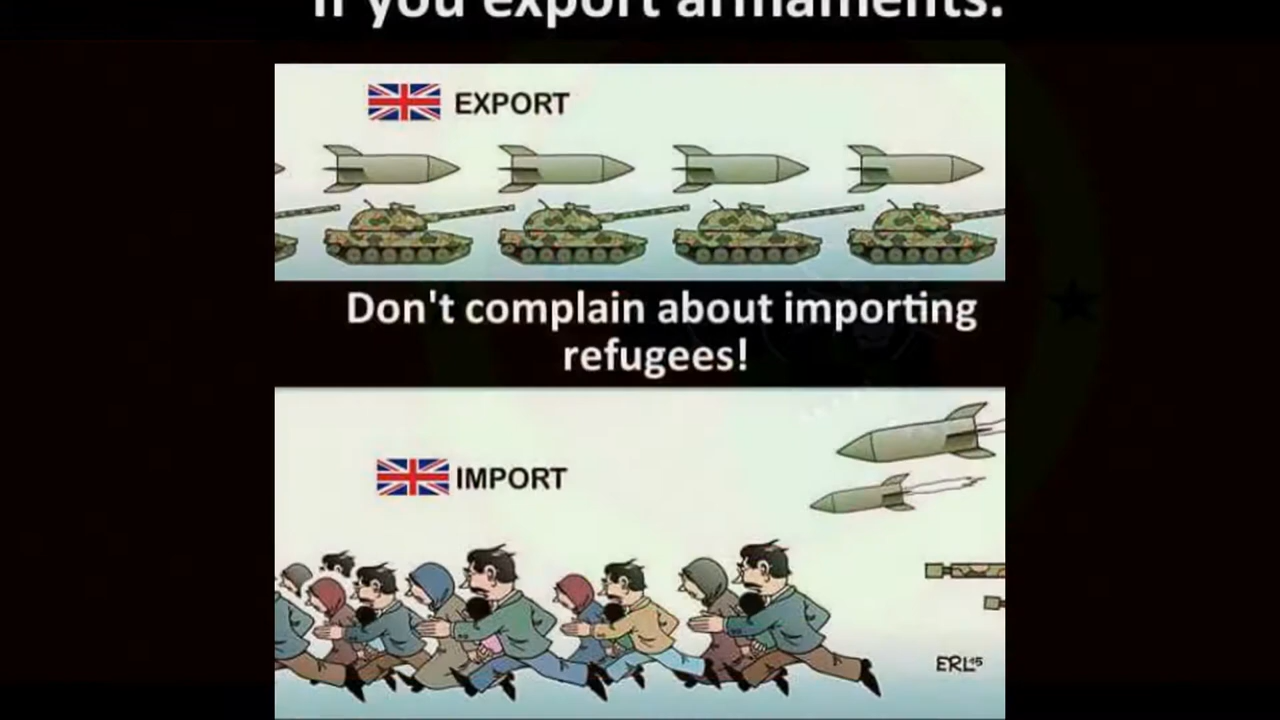 If you export armaments.
EXPORT
Don't complain about importing
refugees!
IMPORT
ERL15